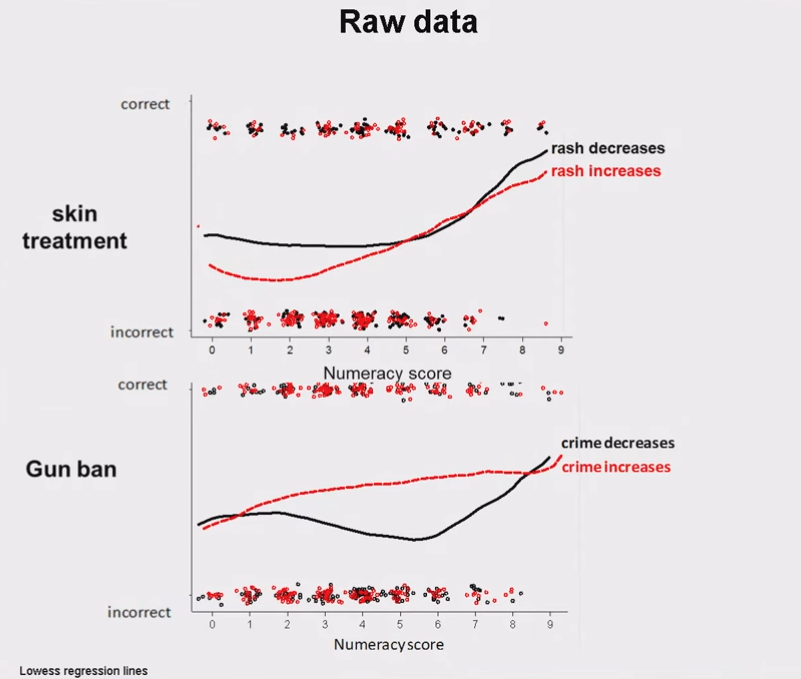 Raw data
correct
rash decreases
rash increases
skin
treatment
incorrect
0 1 2 3 4 5 6 7 8 9
Numeracy score
correct
crime decreases
crime increases
Gun ban
incorrect
0 1 2 3 4 5 6 7 8 9
Numeracy score
Lowess regression lines